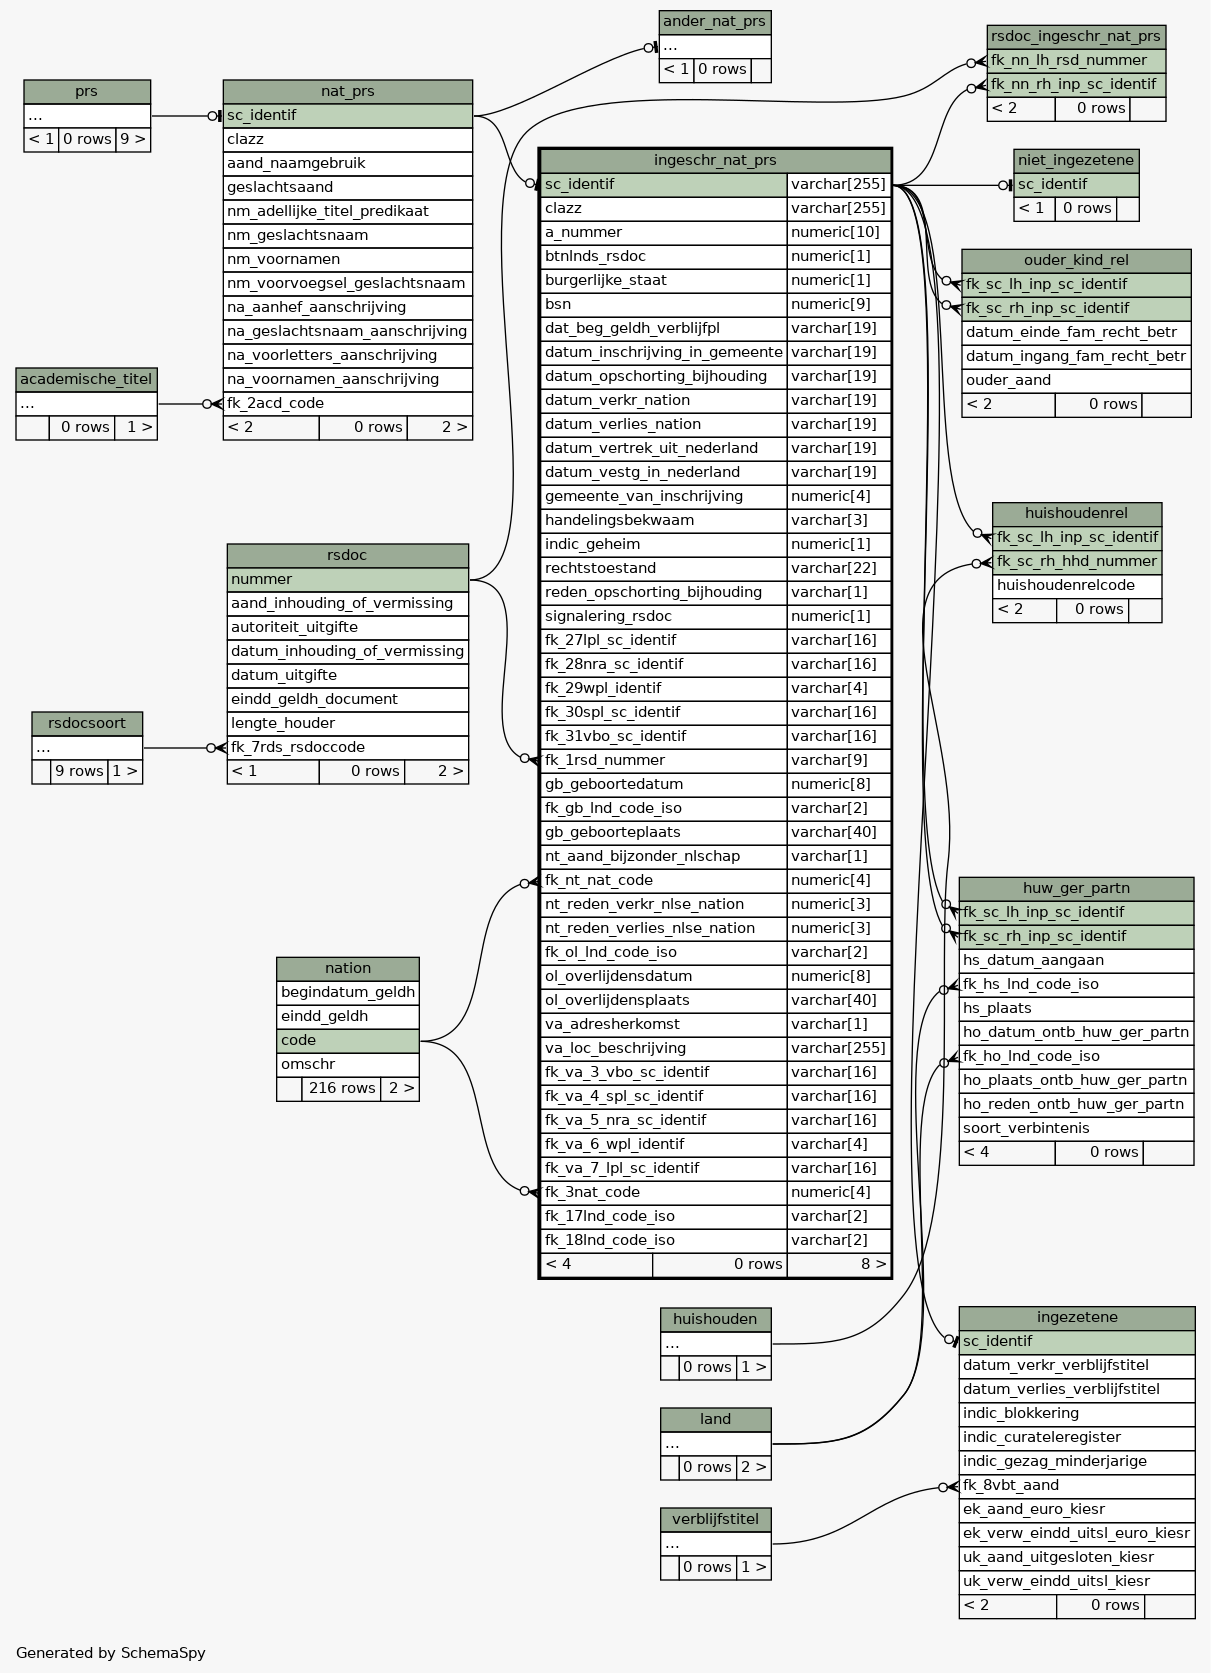 ander_nat_prs
...
< 1 0 rows
rsdoc_ingeschr_nat_prs
fk_nn_lh_rsd_nummer
fk_nn_rh_inp_sc_identif
< 2 0 rows
prs
...
< 1 0 rows 9 >
nat_prs
sc_identif
clazz
aand_naamgebruik
geslachtsaand
nm_adellijke_titel_predikaat
nm_geslachtsnaam
nm_voornamen
nm_voorvoegsel_geslachtsnaam
na_aanhef_aanschrijving
na_geslachtsnaam_aanschrijving
na_voorletters_aanschrijving
na_voornamen_aanschrijving
fk_2acd_code
< 2 0 rows 2 >
academische_titel
...
0 rows 1 >
ingeschr_nat_prs
sc_identif varchar[255]
clazz varchar[255]
a_nummer numeric[10]
btnlnds_rsdoc numeric[1]
burgerlijke_staat numeric[1]
bsn numeric[9]
dat_beg_geldh_verblijfpl varchar[19]
datum_inschrijving_in_gemeente varchar[19]
datum_opschorting_bijhouding varchar[19]
datum_verkr_nation varchar[19]
datum_verlies_nation varchar[19]
datum_vertrek_uit_nederland varchar[19]
datum_vestg_in_nederland varchar[19]
gemeente_van_inschrijving numeric[4]
handelingsbekwaam varchar[3]
indic_geheim numeric[1]
rechtstoestand varchar[22]
reden_opschorting_bijhouding varchar[1]
signalering_rsdoc numeric[1]
fk_27lpl_sc_identif varchar[16]
fk_28nra_sc_identif varchar[16]
fk_29wpl_identif varchar[4]
fk_30spl_sc_identif varchar[16]
fk_31vbo_sc_identif varchar[16]
fk_1rsd_nummer varchar[9]
gb_geboortedatum numeric[8]
fk_gb_lnd_code_iso varchar[2]
gb_geboorteplaats varchar[40]
nt_aand_bijzonder_nlschap varchar[1]
fk_nt_nat_code numeric[4]
nt_reden_verkr_nlse_nation numeric[3]
nt_reden_verlies_nlse_nation numeric[3]
fk_ol_lnd_code_iso varchar[2]
ol_overlijdensdatum numeric[8]
ol_overlijdensplaats varchar[40]
va_adresherkomst varchar[1]
va_loc_beschrijving varchar[255]
fk_va_3_vbo_sc_identif varchar[16]
fk_va_4_spl_sc_identif varchar[16]
fk_va_5_nra_sc_identif varchar[16]
fk_va_6_wpl_identif varchar[4]
fk_va_7_lpl_sc_identif varchar[16]
fk_3nat_code numeric[4]
fk_17lnd_code_iso varchar[2]
fk_18lnd_code_iso varchar[2]
< 4 0 rows 8 >
niet_ingezetene
sc_identif
< 1 0 rows
ouder_kind_rel
fk_sc_lh_inp_sc_identif
fk_sc_rh_inp_sc_identif
datum_einde_fam_recht_betr
datum_ingang_fam_recht_betr
ouder_aand
< 2 0 rows
huishoudenrel
fk_sc_lh_inp_sc_identif
fk_sc_rh_hhd_nummer
huishoudenrelcode
< 2 0 rows
rsdoc
nummer
aand_inhouding_of_vermissing
autoriteit_uitgifte
datum_inhouding_of_vermissing
datum_uitgifte
eindd_geldh_document
lengte_houder
fk_7rds_rsdoccode
< 1 0 rows 2 >
rsdocsoort
...
9 rows 1 >
huw_ger_partn
fk_sc_lh_inp_sc_identif
fk_sc_rh_inp_sc_identif
hs_datum_aangaan
fk_hs_lnd_code_iso
hs_plaats
ho_datum_ontb_huw_ger_partn
fk_ho_lnd_code_iso
ho_plaats_ontb_huw_ger_partn
ho_reden_ontb_huw_ger_partn
soort_verbintenis
< 4 0 rows
nation
begindatum_geldh
eindd_geldh
code
omschr
216 rows 2 >
huishouden
...
0 rows 1 >
land
...
0 rows 2 >
verblijfstitel
...
0 rows 1 >
ingezetene
sc_identif
datum_verkr_verblijfstitel
datum_verlies_verblijfstitel
indic_blokkering
indic_curateleregister
indic_gezag_minderjarige
fk_8vbt_aand
ek_aand_euro_kiesr
ek_verw_eindd_uitsl_euro_kiesr
uk_aand_uitgesloten_kiesr
uk_verw_eindd_uitsl_kiesr
< 2 0 rows
Generated by SchemaSpy